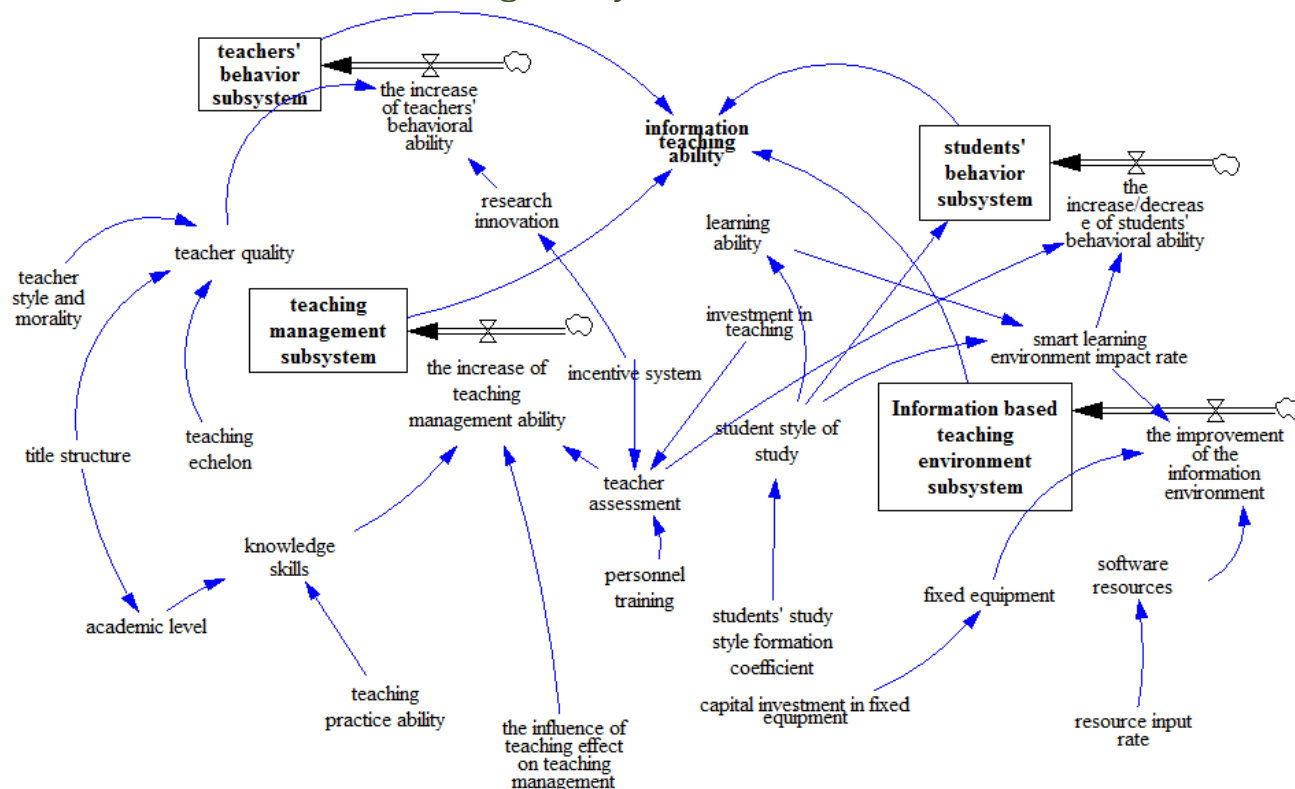 teachers'
behavior
subsystem
the increase
of teachers'
behavioral
ability
information
teaching
ability
students'
behavior
subsystem
the
increase/decreas
e of students'
behavioral ability
research
innovation
learning
ability
teacher quality
teacher
style and
morality
teaching
management
subsystem
investment in
teaching
smart learning
environment impact rate
the increase of
teaching
management ability
incentive system
Information based
teaching
environment
subsystem
the improvement
of the
information
environment
title structure
teaching
echelon
student style of
study
teacher
assessment
knowledge
skills
personnel
training
software
resources
fixed equipment
academic level
students' study
style formation
coefficient
teaching
practice ability
capital investment in fixed
equipment
the influence of
teaching effect
on teaching
management
resource input
rate